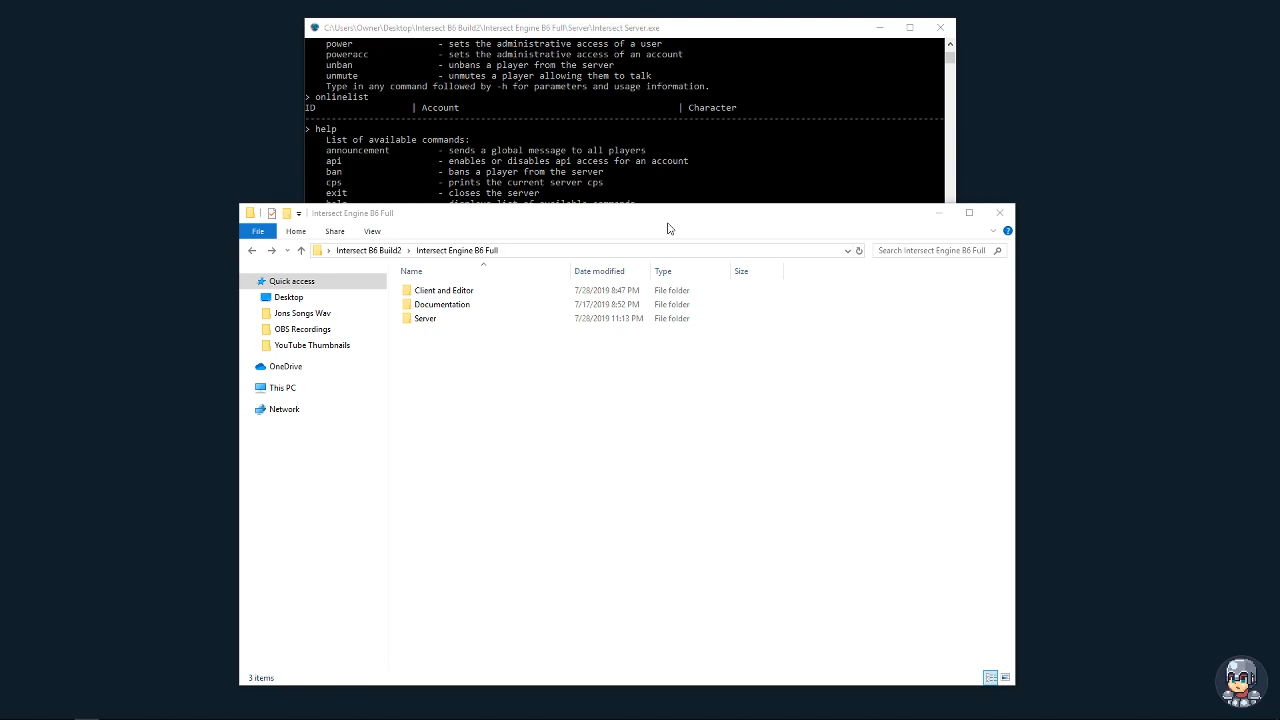 C:\Users\Owner\Desktop\Intersect B6 Build2\Intersect Engine B6 Full\Server\Intersect Server.exe
power - sets the administrative access of a user
poweracc - sets the administrative access of an account
unban - unbans a player from the server
unmute - unmutes a player allowing them to talk
Type in any command followed by -h for parameters and usage information.
> onlinelist
ID | Account | Character
> help
List of available commands:
announcement - sends a global message to all players
api - enables or disables api access for an account
ban - bans a player from the server
cps - prints the current server cps
exit - closes the server
Intersect Engine B6 Full
File Home Share View
Intersect B6 Build2 > Intersect Engine B6 Full Search Intersect Engine B6 Full
Name Date modified Type Size
Quick access
Desktop
Jons Songs Wav
OBS Recordings
YouTube Thumbnails
OneDrive
This PC
Network
Client and Editor 7/28/2019 8:47 PM File folder
Documentation 7/17/2019 8:52 PM File folder
Server 7/28/2019 11:13 PM File folder
3 items